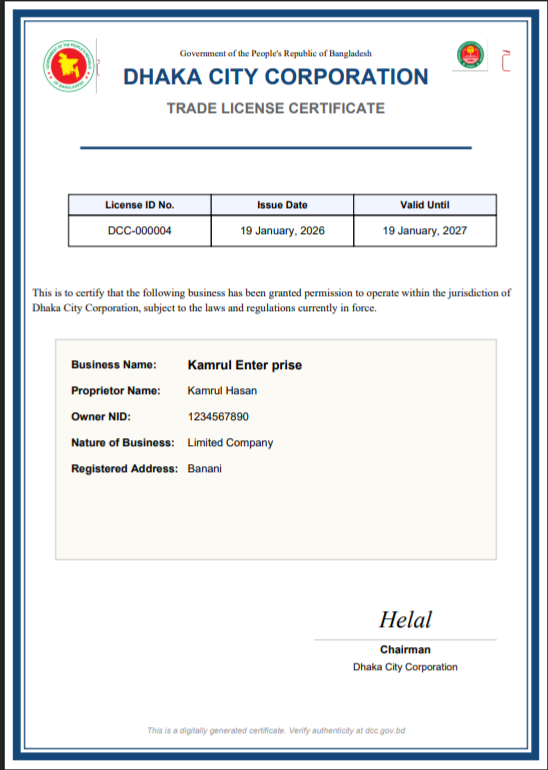 Government of the People's Republic of Bangladesh
DHAKA CITY CORPORATION
TRADE LICENSE CERTIFICATE
License ID No. Issue Date Valid Until
DCC-000004 19 January, 2026 19 January, 2027
This is to certify that the following business has been granted permission to operate within the jurisdiction of
Dhaka City Corporation, subject to the laws and regulations currently in force.
Business Name: Kamrul Enter prise
Proprietor Name: Kamrul Hasan
Owner NID: 1234567890
Nature of Business: Limited Company
Registered Address: Banani
Helal
Chairman
Dhaka City Corporation
This is a digitally generated certificate. Verify authenticity at dcc.gov.bd